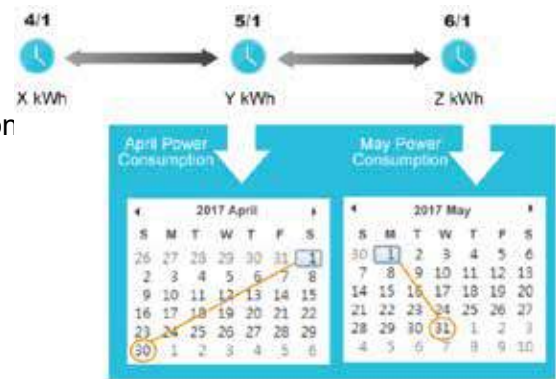 4/1 5/1 6/1
X kWh Y kWh Z kWh
on
April Power
Consumption
May Power
Consumption
2017 April
S M T W T F S
26 27 28 29 30 31 1
2 3 4 5 6 7 8
9 10 11 12 13 14 15
16 17 18 19 20 21 22
23 24 25 26 27 28 29
30 1 2 3 4 5 6
2017 May
S M T W T F S
30 1 2 3 4 5 6
7 8 9 10 11 12 13
14 15 16 17 18 19 20
21 22 23 24 25 26 27
28 29 30 31 1 2 3
4 5 6 7 8 9 10